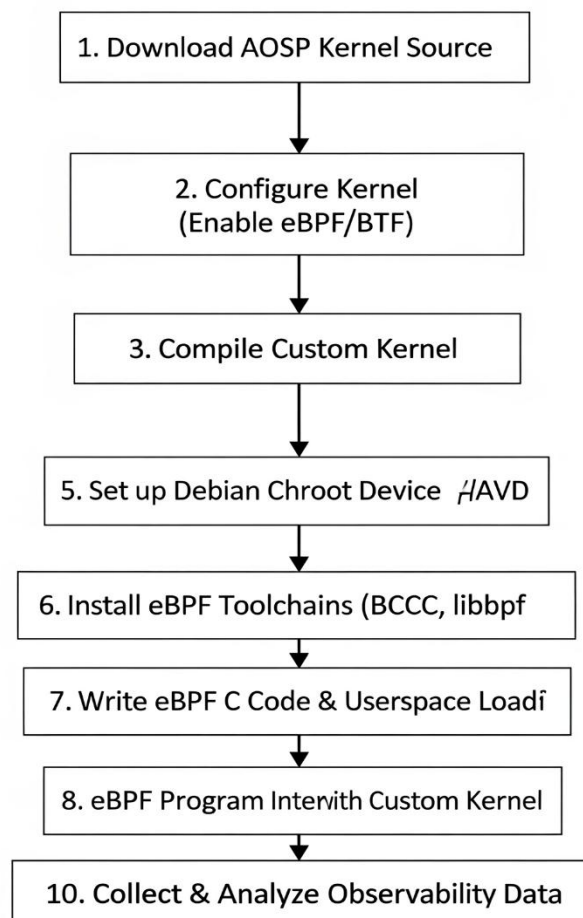 1. Download AOSP Kernel Source
2. Configure Kernel
(Enable eBPF/BTF)
3. Compile Custom Kernel
5. Set up Debian Chroot Device /AVD
6. Install eBPF Toolchains (BCCC, libbpf
7. Write eBPF C Code & Userspace
8. eBPF Program Custom Kernel
10. Collect & Analyze Observability Data